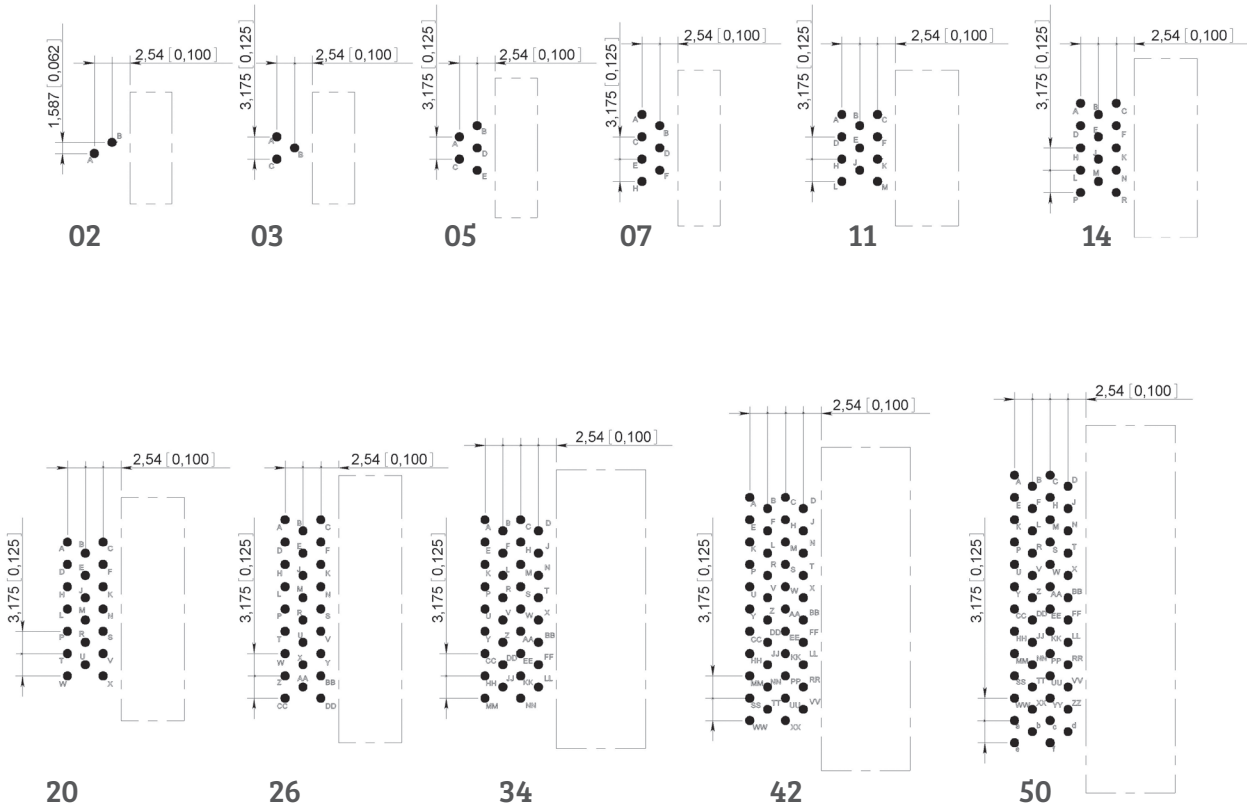 1,587 [0,062]
2,54 [0,100]
B
A
02
3,175 [0,125]
2,54 [0,100]
A
B
C
03
3,175 [0,125]
2,54 [0,100]
B
A
D
C
E
05
3,175 [0,125]
2,54 [0,100]
A
B
C
D
E
F
H
07
3,175 [0,125]
2,54 [0,100]
A B C
D E F
H J K
L M
11
3,175 [0,125]
2,54 [0,100]
A B C
D E F
H J K
L M N
P R
14
3,175 [0,125]
2,54 [0,100]
A B C
D E F
H J K
L M N
P R S
T U V
W X
20
3,175 [0,125]
2,54 [0,100]
A B C
D E F
H J K
L M N
P R S
T U V
W X Y
Z AA BB
CC DD
26
3,175 [0,125]
2,54 [0,100]
A B C D
E F H J
K L M N
P R S T
U V W X
Y Z AA BB
CC DD EE FF
HH JJ KK LL
MM NN
34
3,175 [0,125]
2,54 [0,100]
A B C D
E F H J
K L M N
P R S T
U V W X
Y Z AA BB
CC DD EE FF
HH JJ KK LL
MM NN PP RR
SS TT UU VV
WW XX
42
3,175 [0,125]
2,54 [0,100]
A B C D
E F H J
K L M N
P R S T
U V W X
Y Z AA BB
CC DD EE FF
HH JJ KK LL
MM NN PP RR
SS TT UU VV
WW XX YY ZZ
a b c d
e f
50